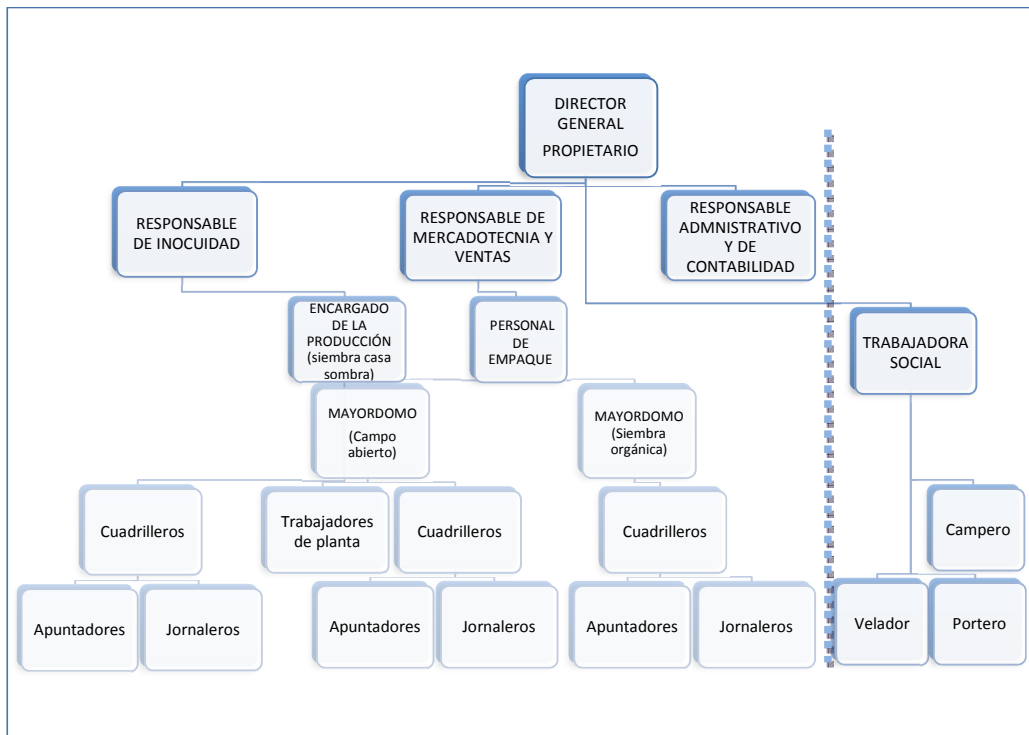 DIRECTOR
GENERAL
PROPIETARIO
RESPONSABLE
DE INOCUIDAD
RESPONSABLE DE
MERCADOTECNIA Y
VENTAS
RESPONSABLE
ADMNISTRATIVO
Y DE
CONTABILIDAD
ENCARGADO
DE LA
PRODUCCIÓN
(siembra casa
sombra)
PERSONAL
DE
EMPAQUE
TRABAJADORA
SOCIAL
MAYORDOMO
(Campo
abierto)
MAYORDOMO
(Siembra
orgánica)
Cuadrilleros
Trabajadores
de planta
Cuadrilleros
Cuadrilleros
Campero
Apuntadores
Jornaleros
Apuntadores
Jornaleros
Apuntadores
Jornaleros
Velador
Portero